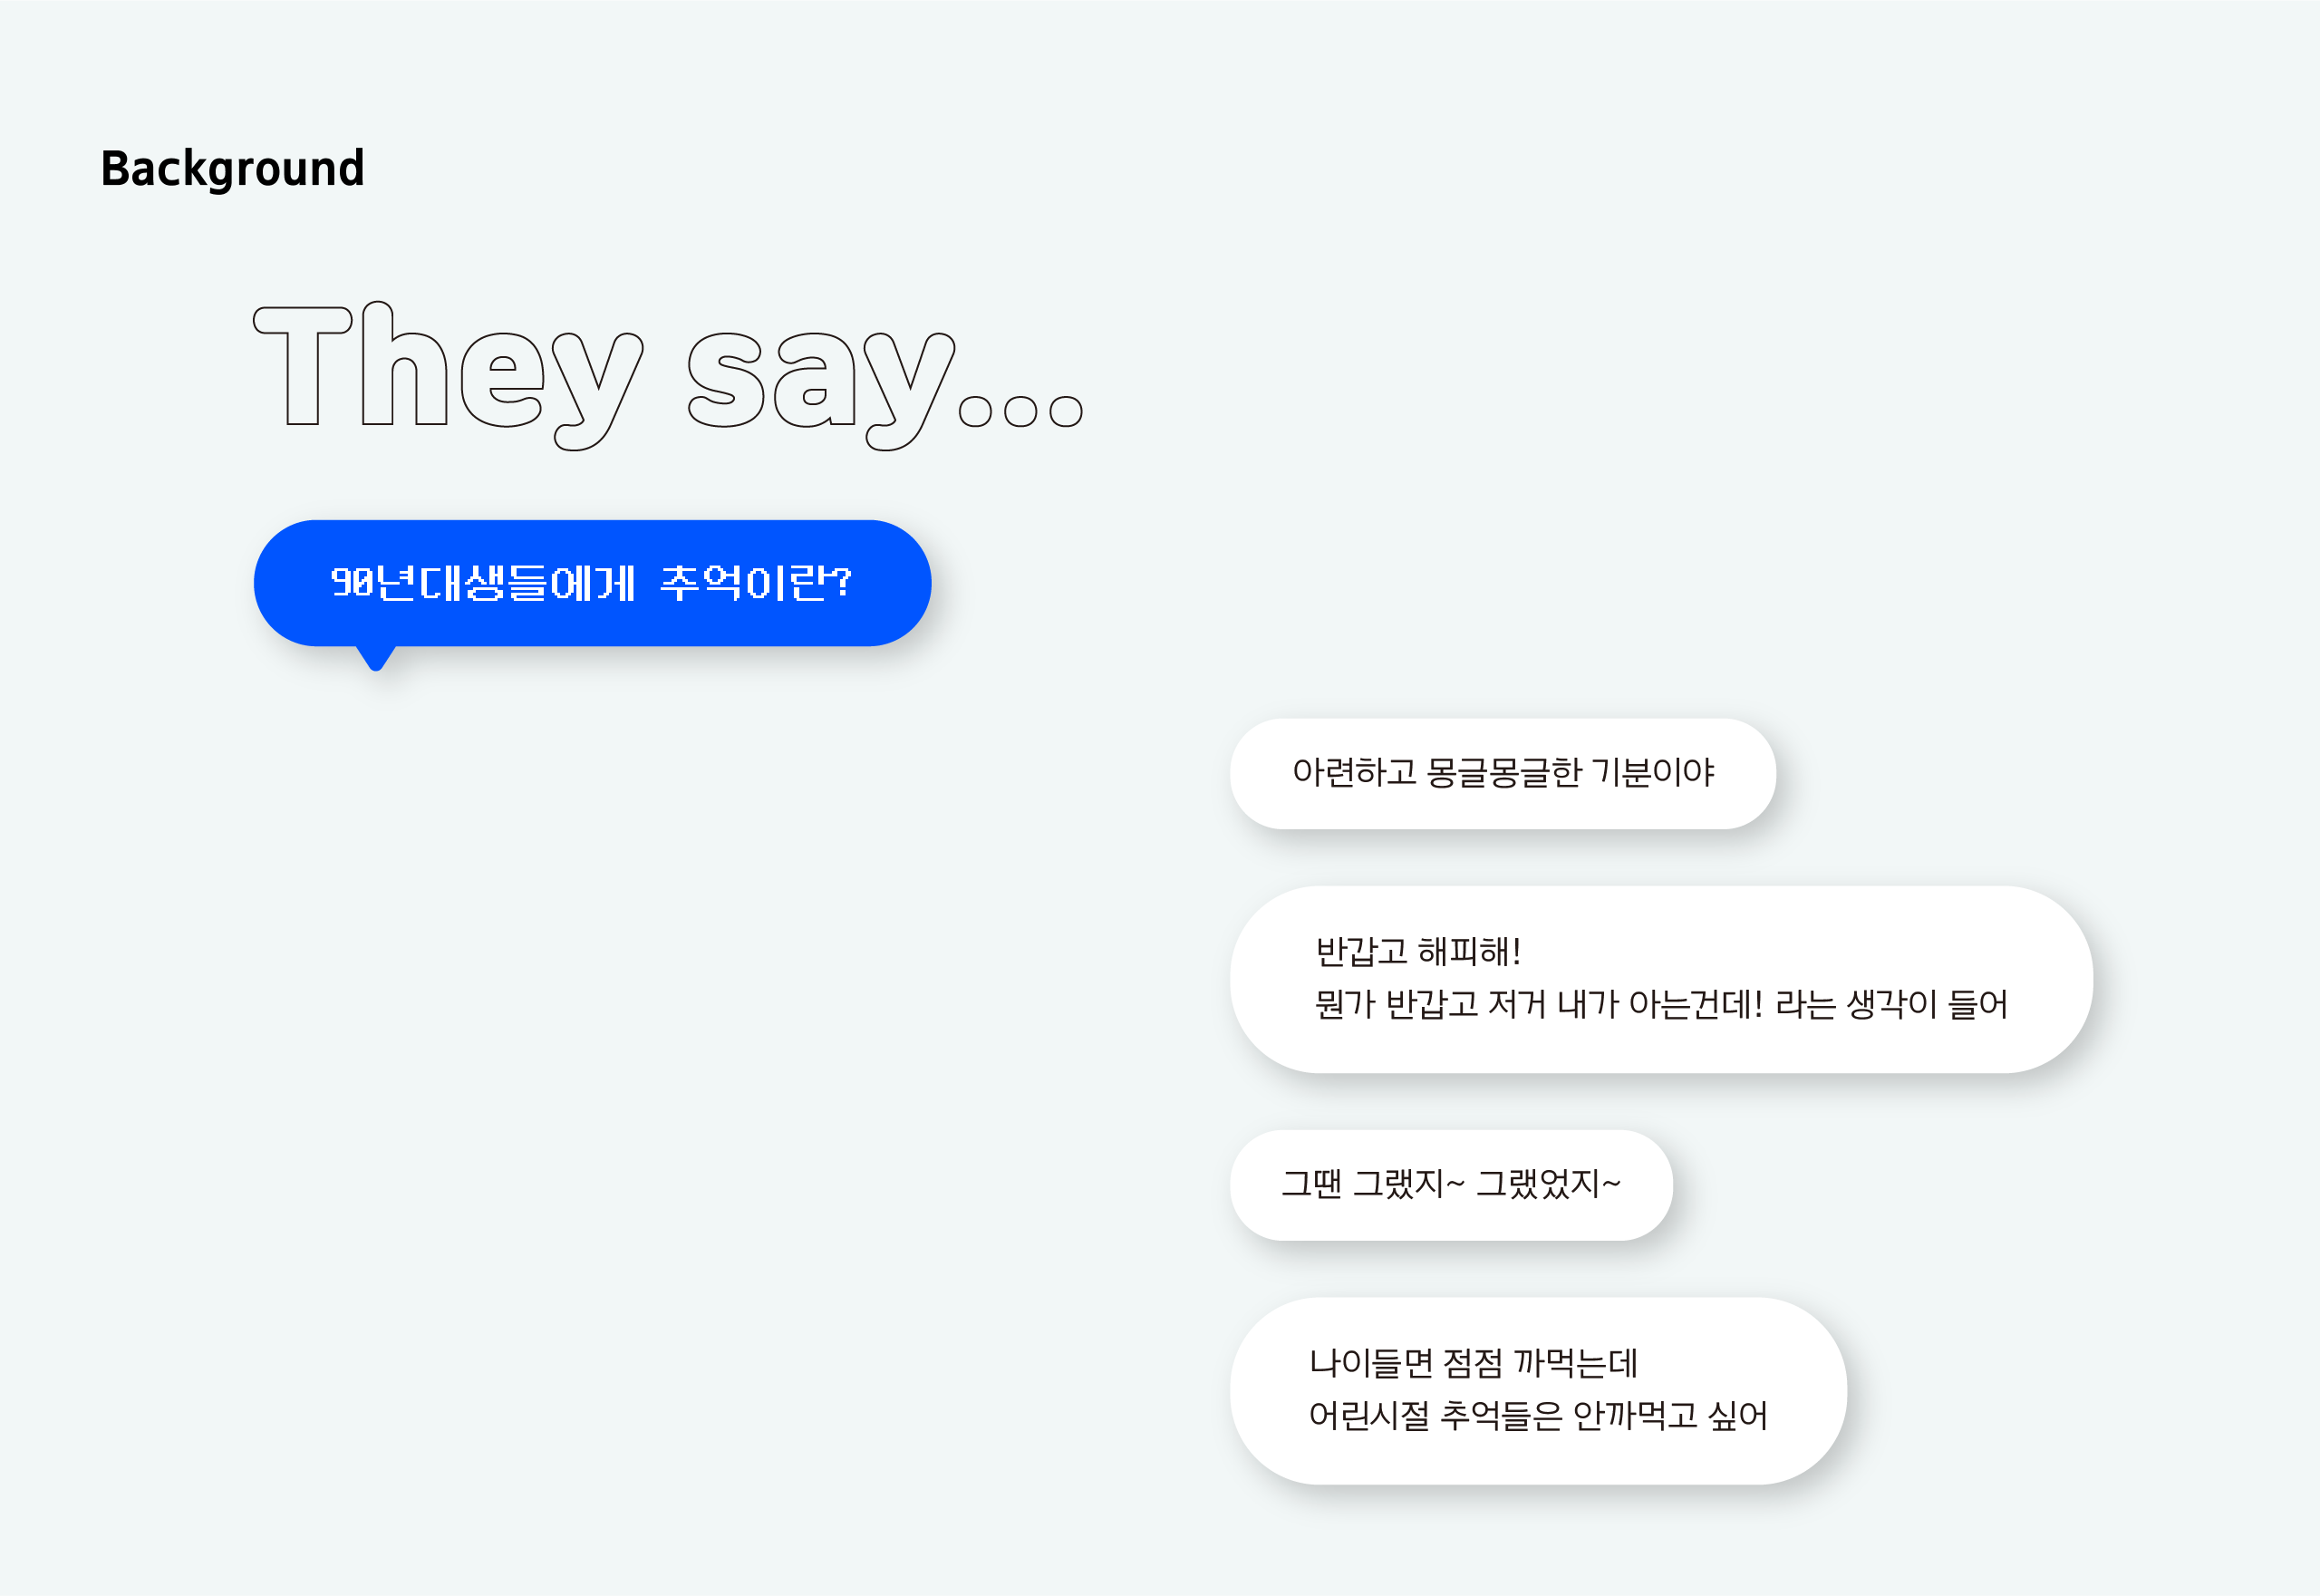 Background
They say...
90년대생들에게 추억이란?
아련하고 몽글몽글한 기분이야
반갑고 해피해!
뭔가 반갑고 저거 내가 아는건데! 라는 생각이 들어
그땐 그랬지~ 그랬었지~
나이들면 점점 까먹는데
어린시절 추억들은 안까먹고 싶어